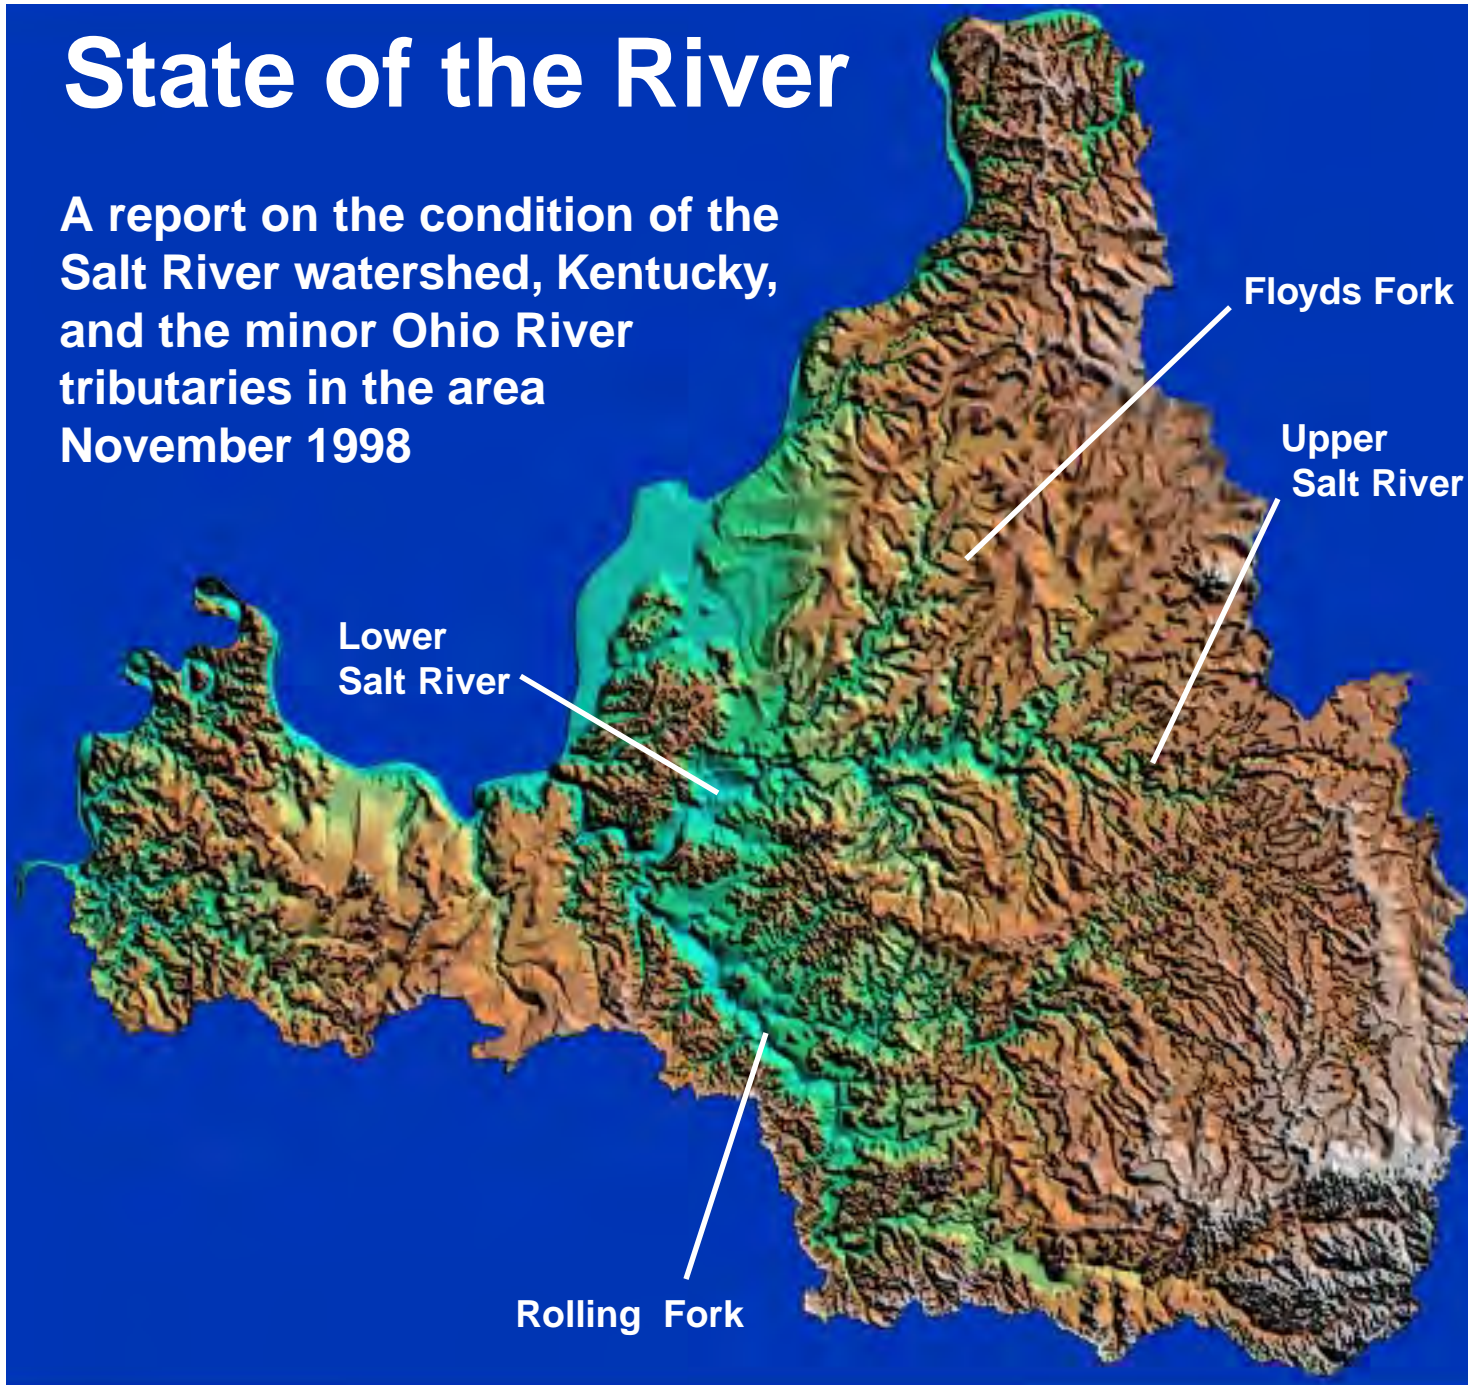 State of the River
A report on the condition of the
Salt River watershed, Kentucky,
and the minor Ohio River
tributaries in the area
November 1998
Floyds Fork
Upper
Salt River
Lower
Salt River
Rolling Fork